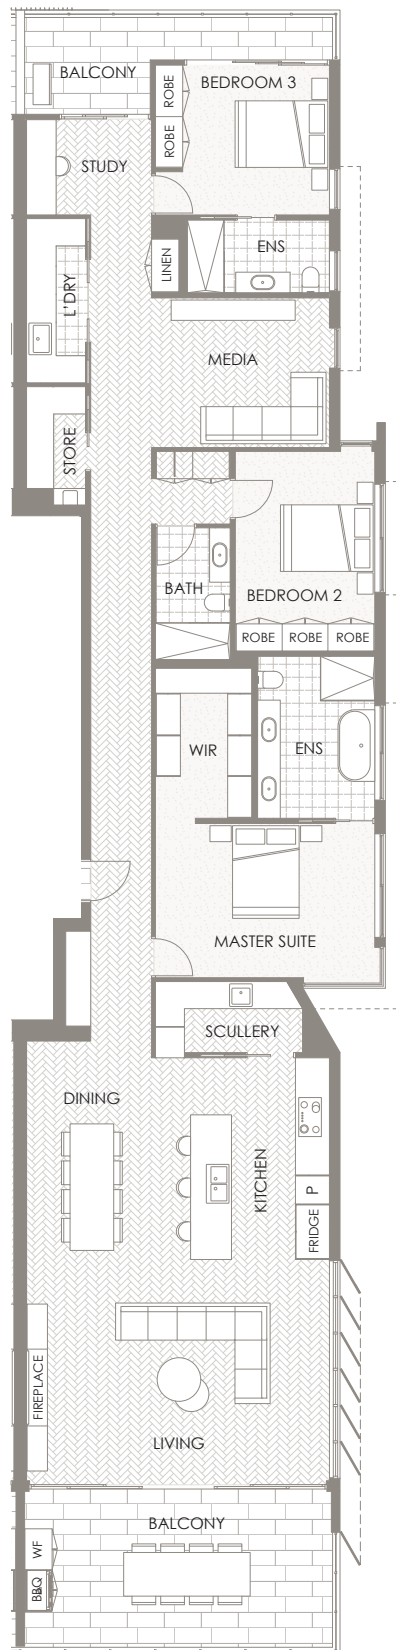 BALCONY
ROBE
BEDROOM 3
ROBE
STUDY
ENS
LINEN
L'DRY
MEDIA
STORE
BATH
BEDROOM 2
ROBE ROBE ROBE
WIR
ENS
MASTER SUITE
SCULLERY
DINING
KITCHEN
P
FRIDGE
FIREPLACE
LIVING
BALCONY
WF
BBQ